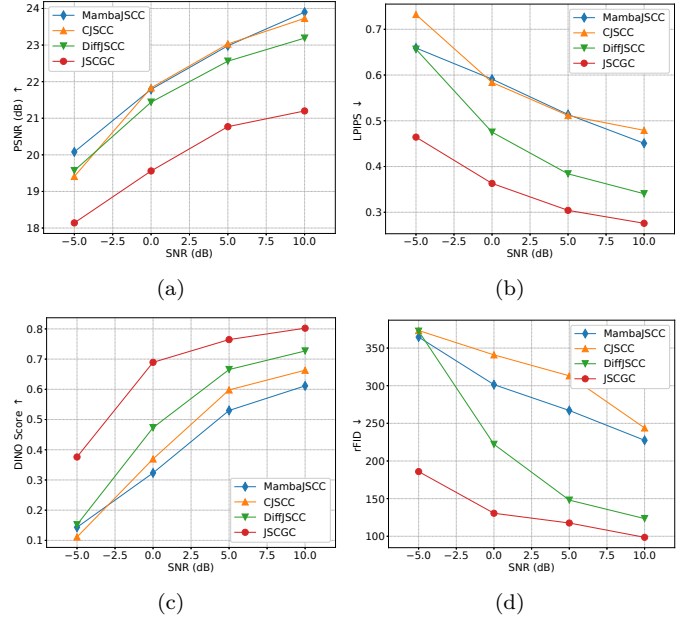 24
23
22
21
20
19
18
PSNR (dB) ↑
MambaJSCC
CJSCC
DiffJSCC
JSCGC
−5.0 −2.5 0.0 2.5 5.0 7.5 10.0
SNR (dB)
(a)
0.7
0.6
0.5
0.4
0.3
LPIPS ↓
MambaJSCC
CJSCC
DiffJSCC
JSCGC
−5.0 −2.5 0.0 2.5 5.0 7.5 10.0
SNR (dB)
(b)
0.8
0.7
0.6
0.5
0.4
0.3
0.2
0.1
DINO Score ↑
MambaJSCC
CJSCC
DiffJSCC
JSCGC
−5.0 −2.5 0.0 2.5 5.0 7.5 10.0
SNR (dB)
(c)
350
300
250
200
150
100
rFID ↓
MambaJSCC
CJSCC
DiffJSCC
JSCGC
−5.0 −2.5 0.0 2.5 5.0 7.5 10.0
SNR (dB)
(d)